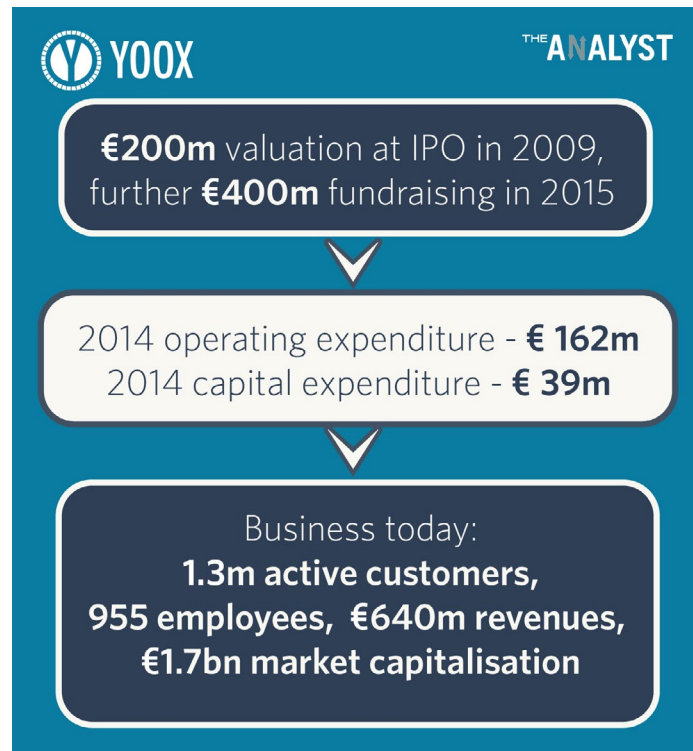 YOOX
THE ANALYST
€200m valuation at IPO in 2009,
further €400m fundraising in 2015
2014 operating expenditure - € 162m
2014 capital expenditure - € 39m
Business today:
1.3m active customers,
955 employees, €640m revenues,
€1.7bn market capitalisation